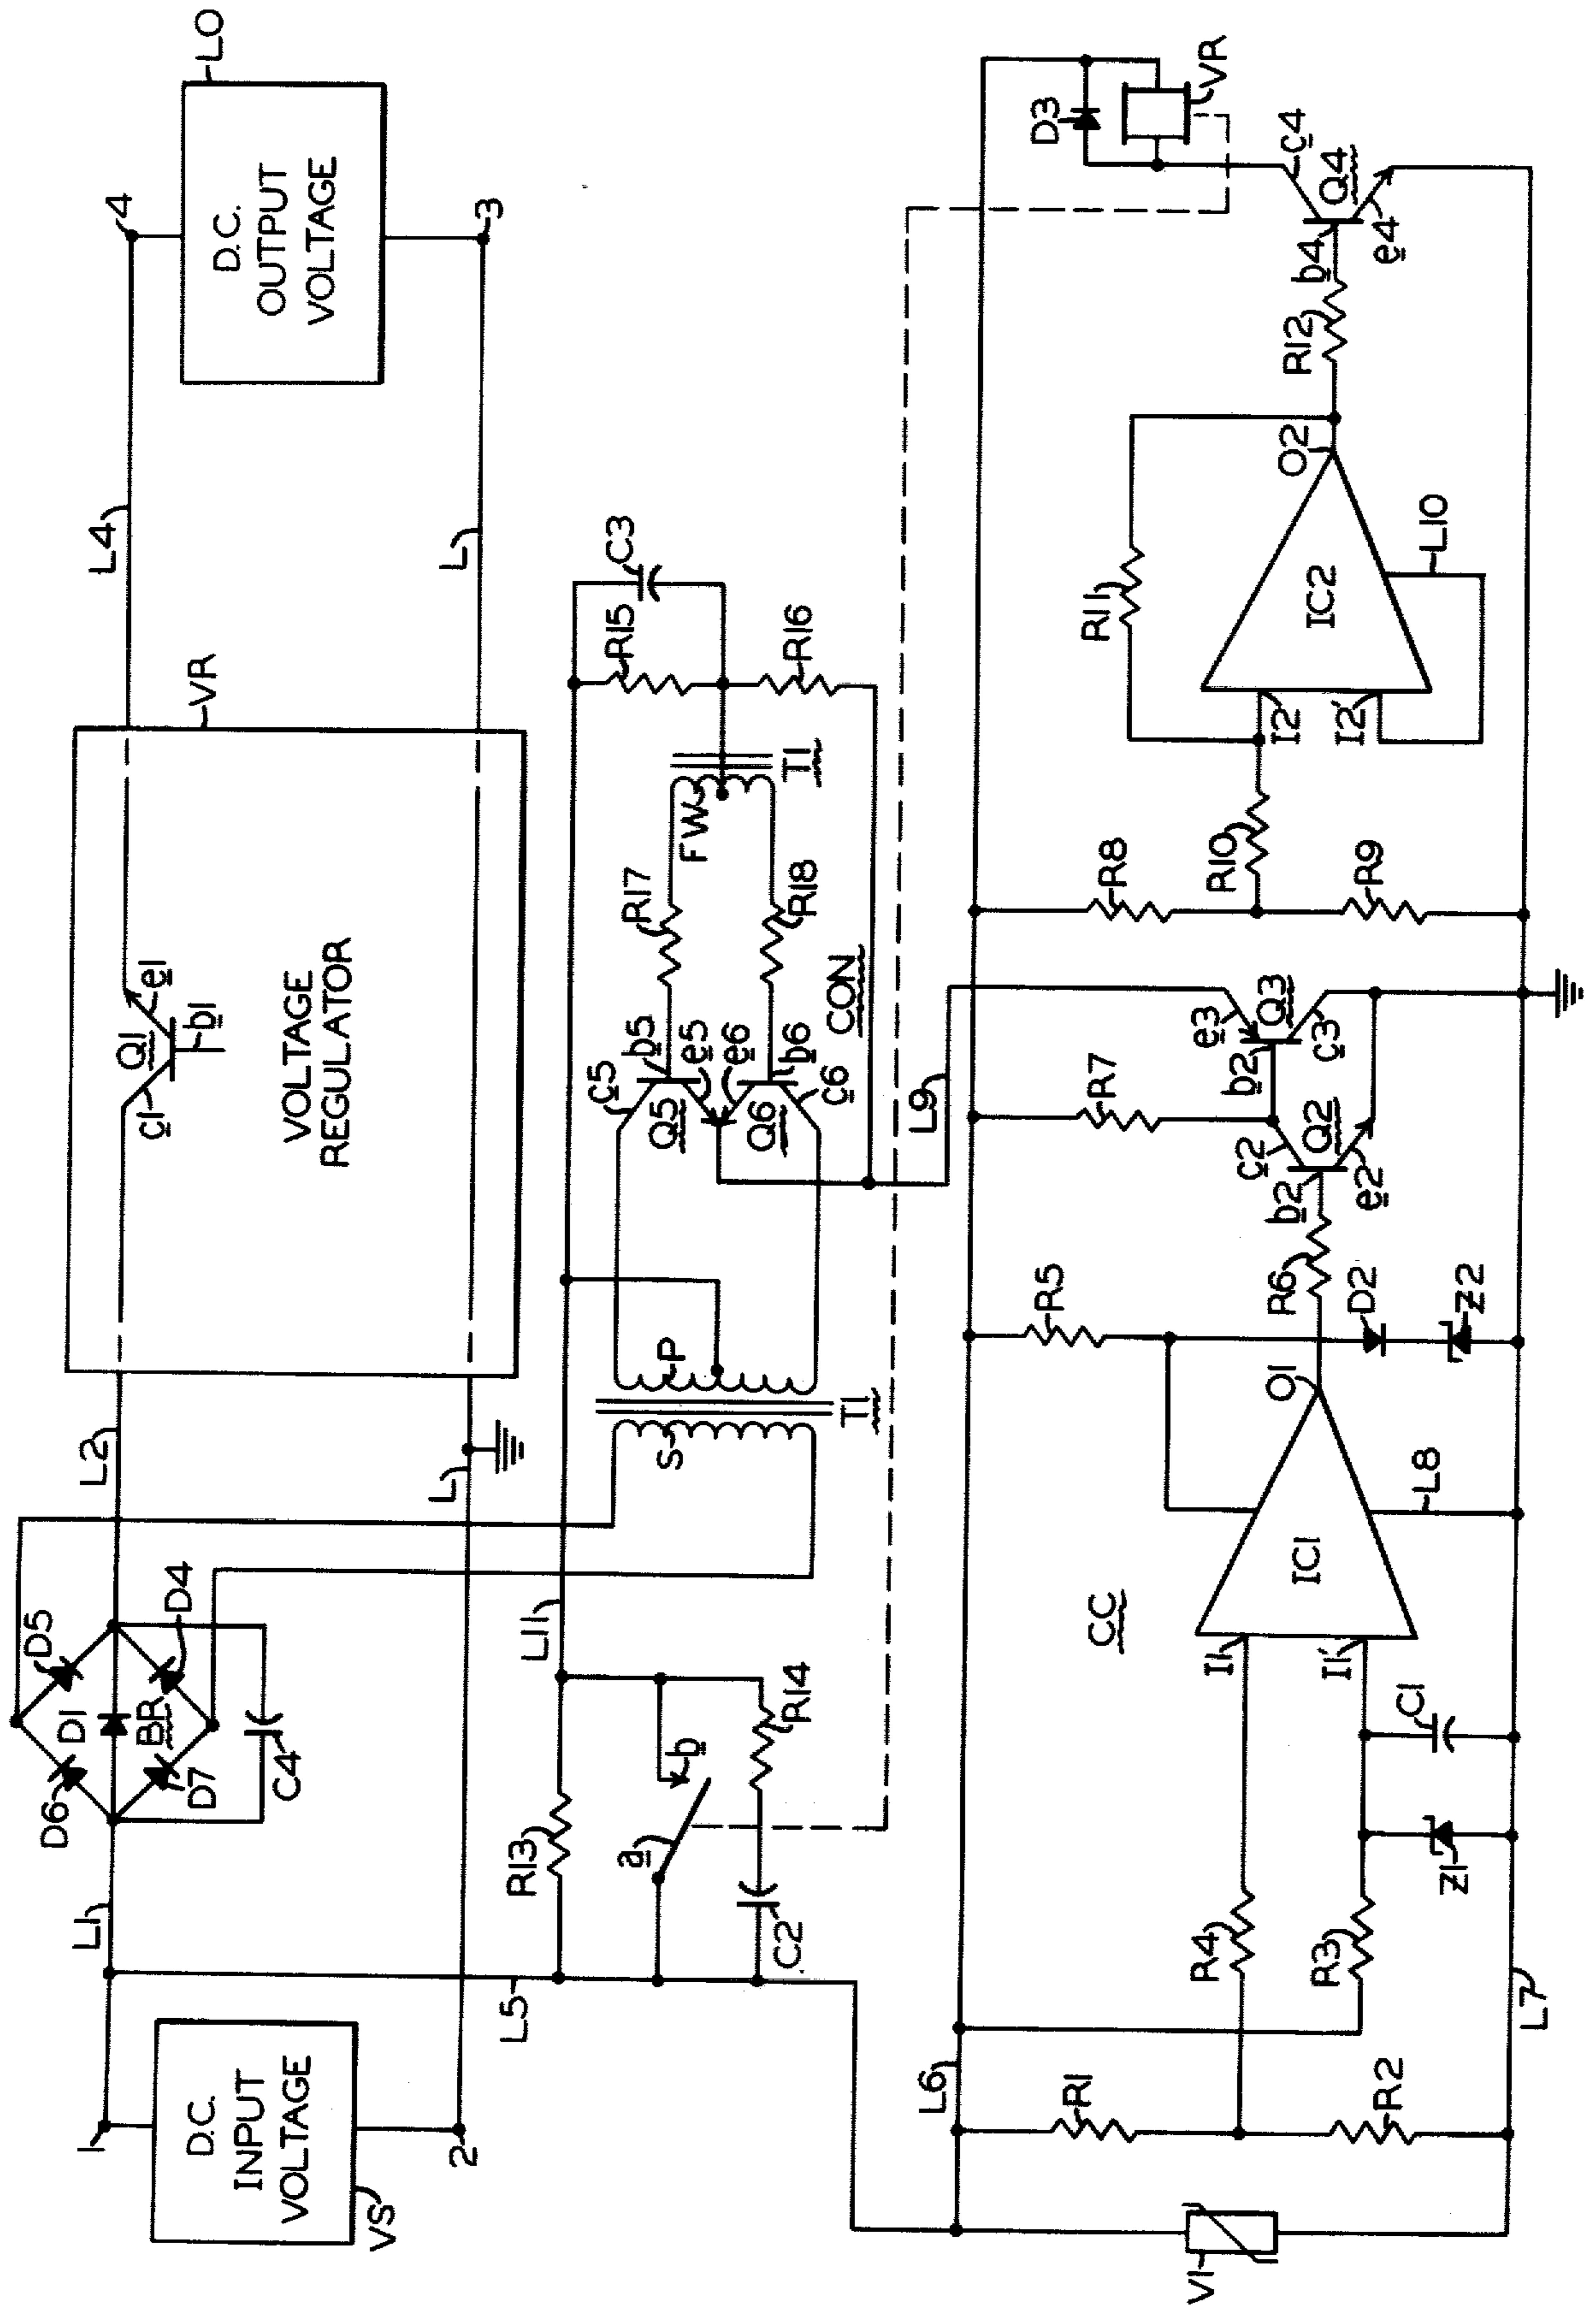 1
D.C.
INPUT
VOLTAGE
VS
2
L1
D6
D5
D1
BR
D7
D4
C4
L2
L
c1
Q1
b1
e1
VOLTAGE
REGULATOR
VR
L4
L
4
D.C.
OUTPUT
VOLTAGE
LO
3
L5
R13
a
b
C2
R14
L11
S
P
T1
c5
Q5
b5
e5
e6
Q6
b6
c6
R17
R18
CON
FW
T1
R15
R16
C3
L9
V1
L6
R1
R2
R4
R3
Z1
C1
L7
CC
I1
I1'
IC1
O1
L8
R5
R6
D2
Z2
b2
c2
Q2
e2
R7
b2
e3
Q3
c3
R8
R9
R10
R11
I2
I2'
IC2
O2
L10
R12
b4
Q4
c4
e4
D3
VR